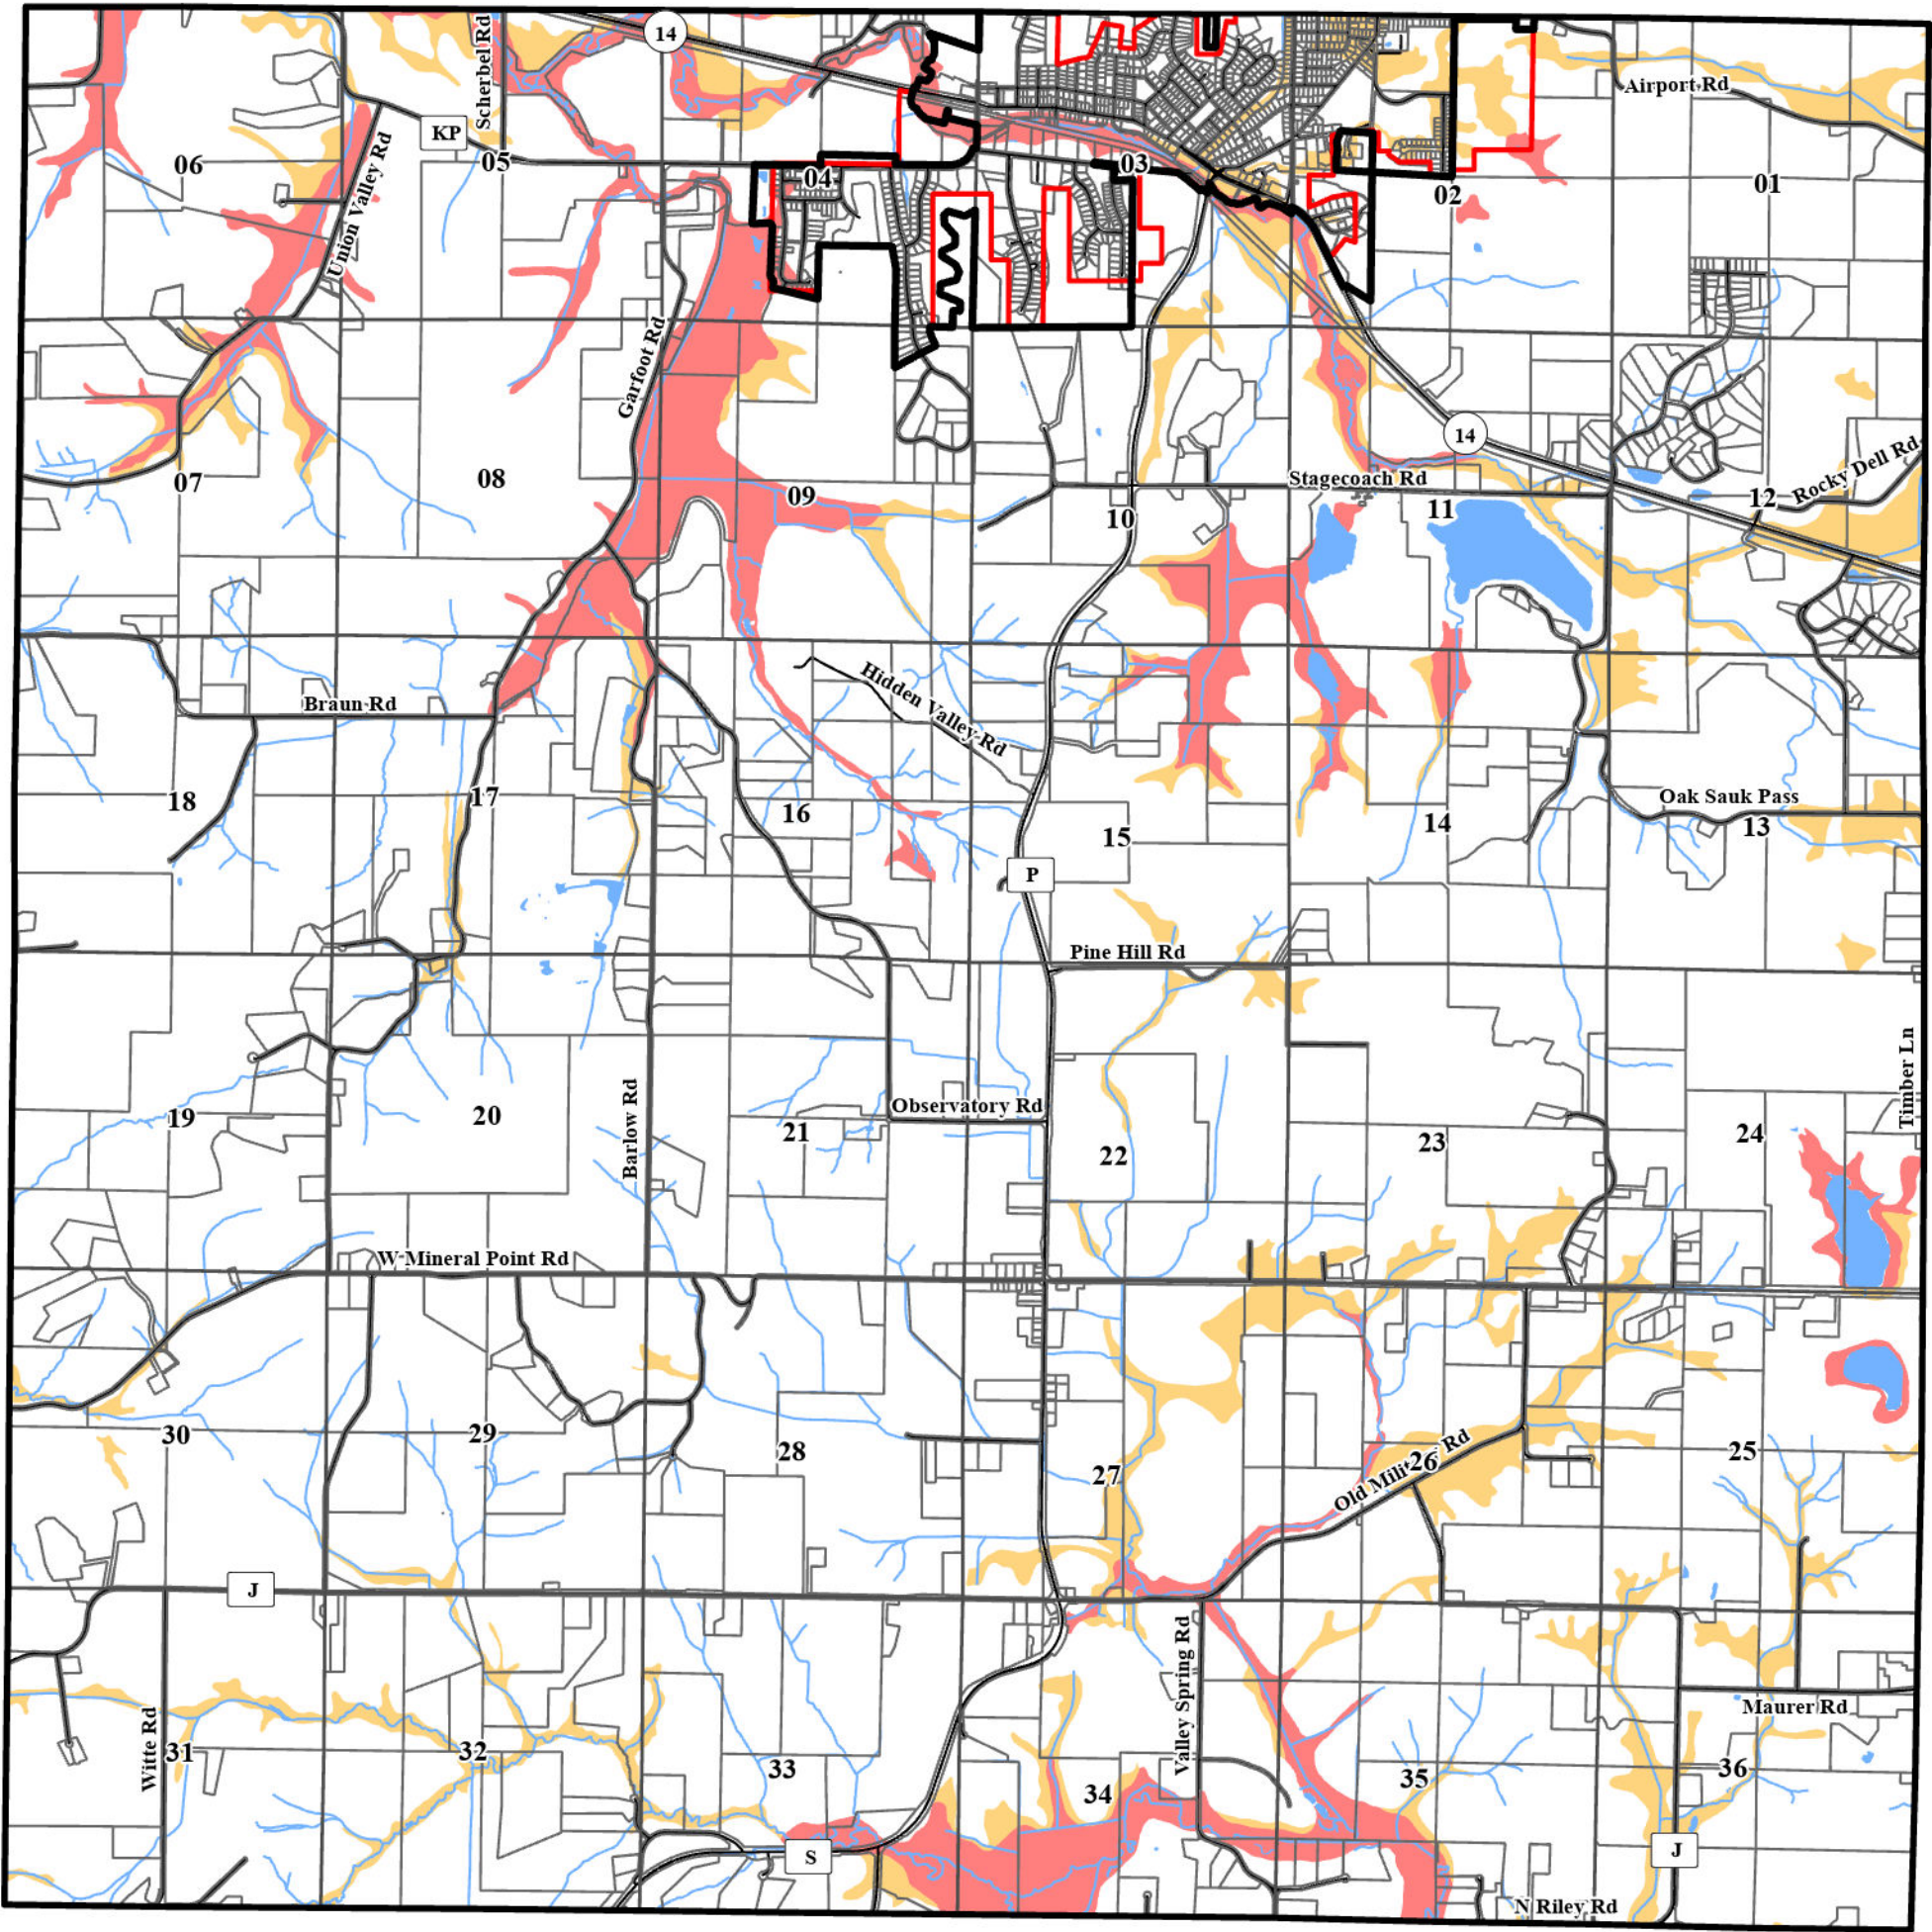 14
Scherbel Rd
Airport Rd
KP
06
05
Union Valley Rd
04
03
02
01
Garfoot Rd
14
07
08
09
10
Stagecoach Rd
11
12
Rocky Dell Rd
Braun Rd
Hidden Valley Rd
18
17
16
15
14
Oak Sauk Pass
13
P
Pine Hill Rd
Timber Ln
19
20
Barlow Rd
Observatory Rd
21
22
23
24
W Mineral Point Rd
30
29
28
27
Old Milit
26
Rd
25
J
Witte Rd
31
32
33
34
Valley Spring Rd
35
Maurer Rd
36
S
J
N Riley Rd